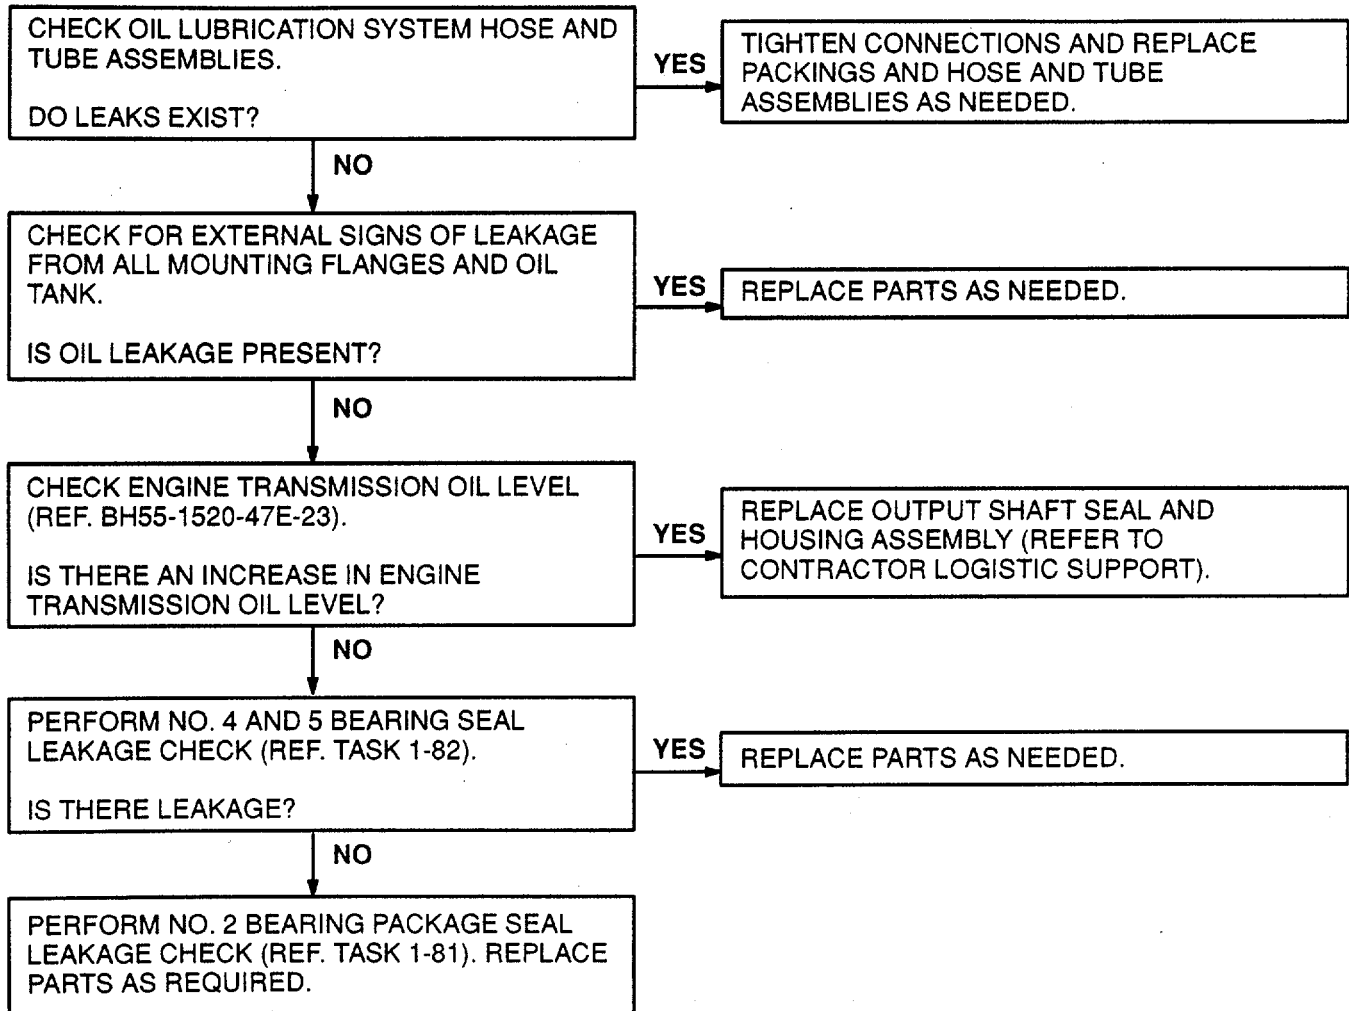 CHECK OIL LUBRICATION SYSTEM HOSE AND
TUBE ASSEMBLIES.
DO LEAKS EXIST?
YES
TIGHTEN CONNECTIONS AND REPLACE
PACKINGS AND HOSE AND TUBE
ASSEMBLIES AS NEEDED.
NO
CHECK FOR EXTERNAL SIGNS OF LEAKAGE
FROM ALL MOUNTING FLANGES AND OIL
TANK.
IS OIL LEAKAGE PRESENT?
YES
REPLACE PARTS AS NEEDED.
NO
CHECK ENGINE TRANSMISSION OIL LEVEL
(REF. BH55-1520-47E-23).
IS THERE AN INCREASE IN ENGINE
TRANSMISSION OIL LEVEL?
YES
REPLACE OUTPUT SHAFT SEAL AND
HOUSING ASSEMBLY (REFER TO
CONTRACTOR LOGISTIC SUPPORT).
NO
PERFORM NO. 4 AND 5 BEARING SEAL
LEAKAGE CHECK (REF. TASK 1-82).
IS THERE LEAKAGE?
YES
REPLACE PARTS AS NEEDED.
NO
PERFORM NO. 2 BEARING PACKAGE SEAL
LEAKAGE CHECK (REF. TASK 1-81). REPLACE
PARTS AS REQUIRED.